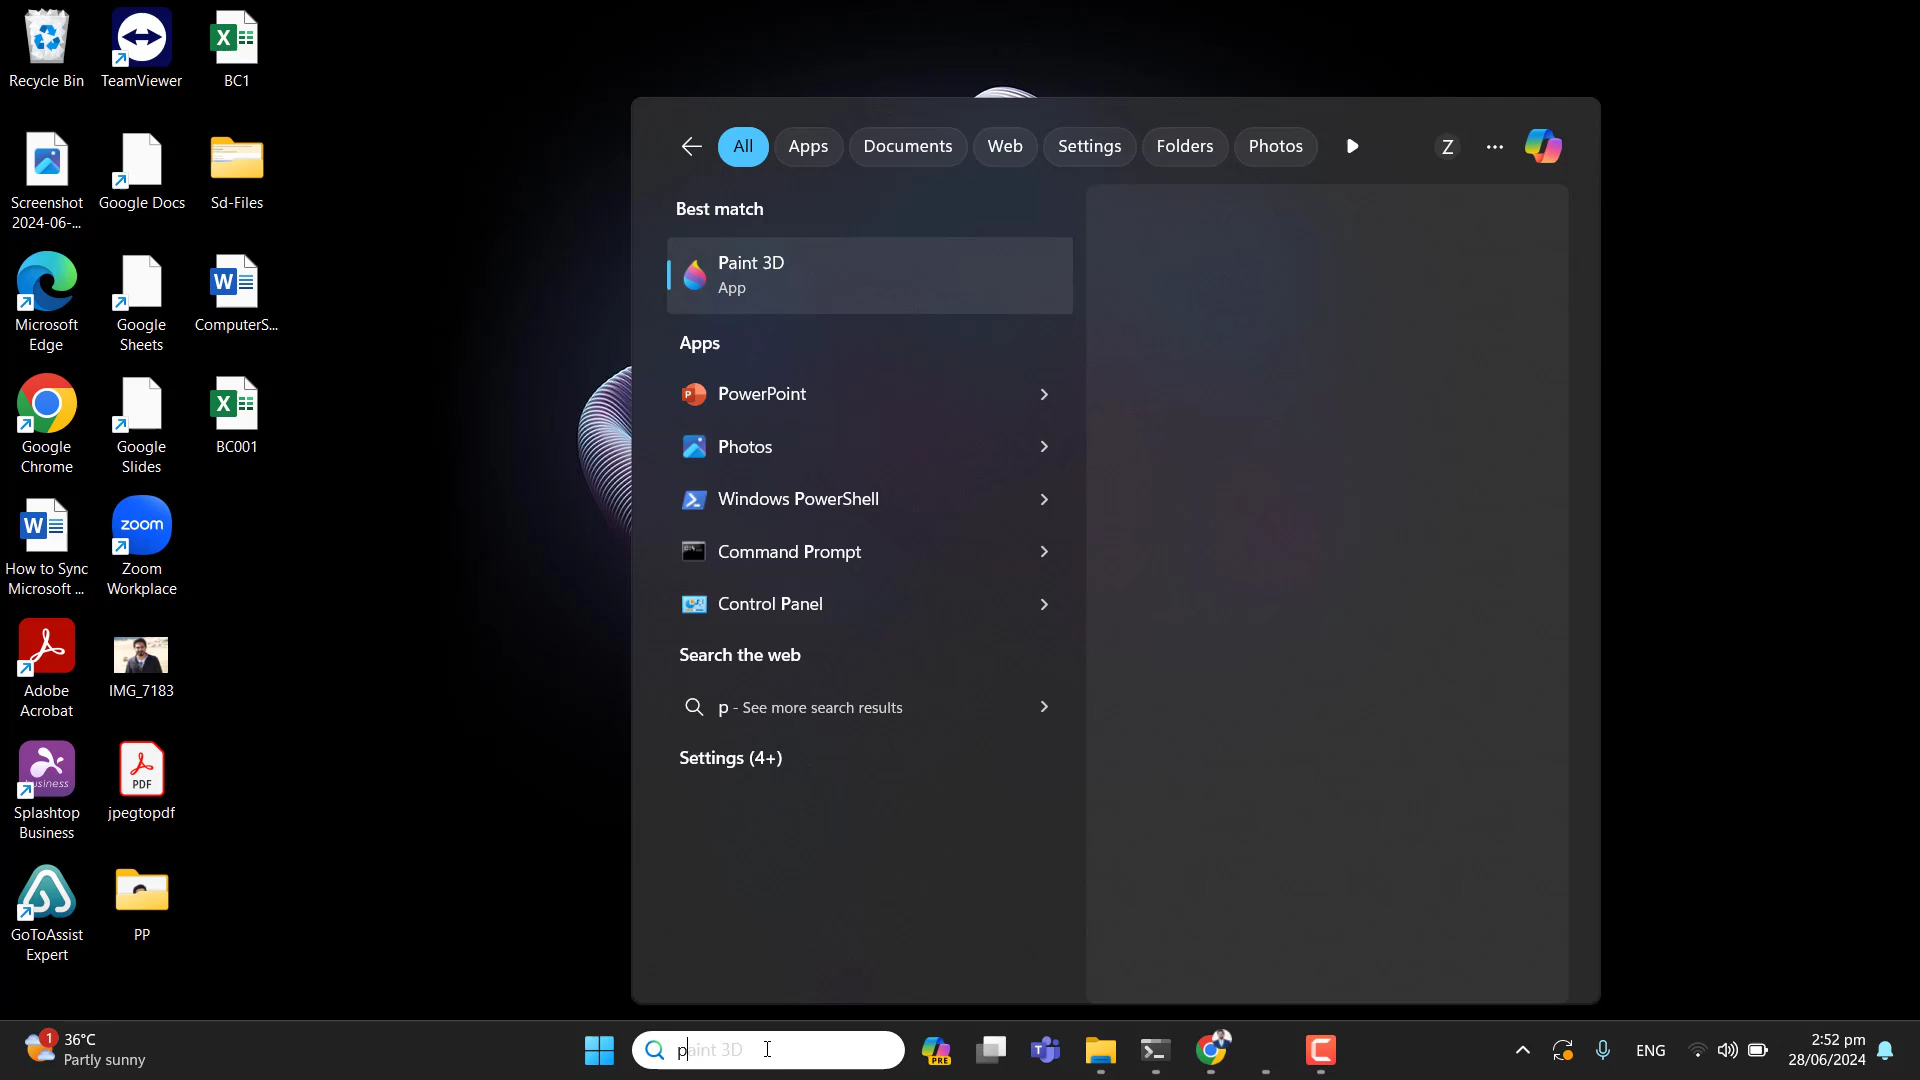 Recycle Bin
TeamViewer
BC1
Screenshot
2024-06-...
Google Docs
Sd-Files
Microsoft
Edge
Google
Sheets
ComputerS...
Google
Chrome
Google
Slides
BC001
How to Sync
Microsoft ...
zoom
Zoom
Workplace
Adobe
Acrobat
IMG_7183
business
Splashtop
Business
PDF
jpegtopdf
GoToAssist
Expert
PP
All
Apps
Documents
Web
Settings
Folders
Photos
Z
Best match
Paint 3D
App
Apps
PowerPoint
Photos
Windows PowerShell
Command Prompt
Control Panel
Search the web
p - See more search results
Settings (4+)
1
36°C
Partly sunny
paint 3D
PRE
ENG
2:52 pm
28/06/2024